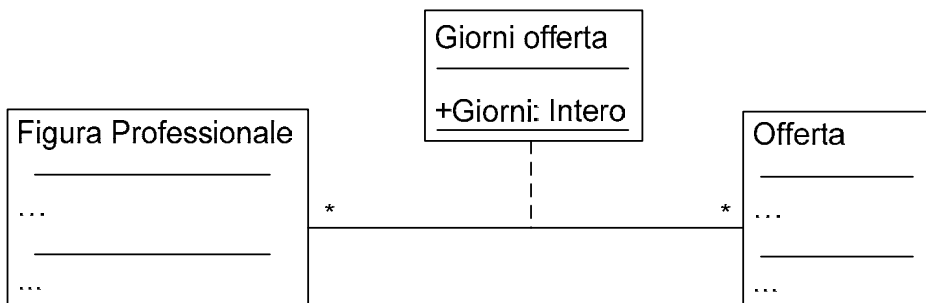 Giorni offerta
+Giorni: Intero
Figura Professionale
...
...
*
*
Offerta
...
...